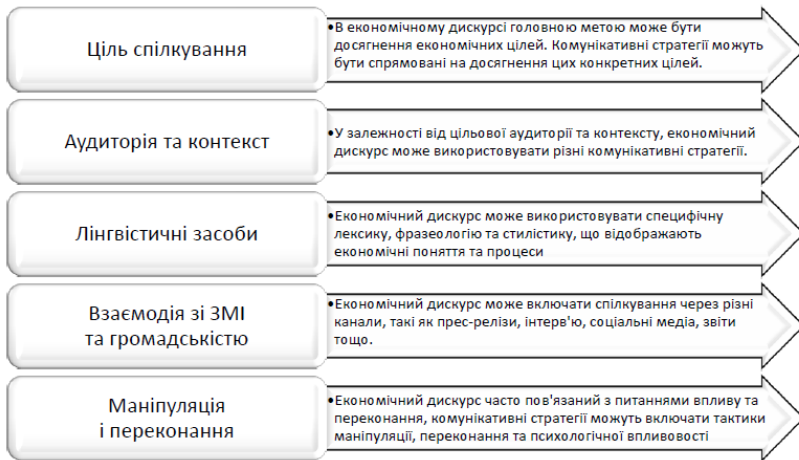 Ціль спілкування
•В економічному дискурсі головною метою може бути
досягнення економічних цілей. Комунікативні стратегії можуть
бути спрямовані на досягнення цих конкретних цілей.
Аудиторія та контекст
•У залежності від цільової аудиторії та контексту, економічний
дискурс може використовувати різні комунікативні стратегії.
Лінгвістичні засоби
•Економічний дискурс може використовувати специфічну
лексику, фразеологію та стилістику, що відображають
економічні поняття та процеси
Взаємодія зі ЗМІ
та громадськістю
•Економічний дискурс може включати спілкування через різні
канали, такі як прес-релізи, інтерв'ю, соціальні медіа, звіти
тощо.
Маніпуляція
і переконання
•Економічний дискурс часто пов'язаний з питаннями впливу та
переконання, комунікативні стратегії можуть включати тактики
маніпуляції, переконання та психологічної впливовості